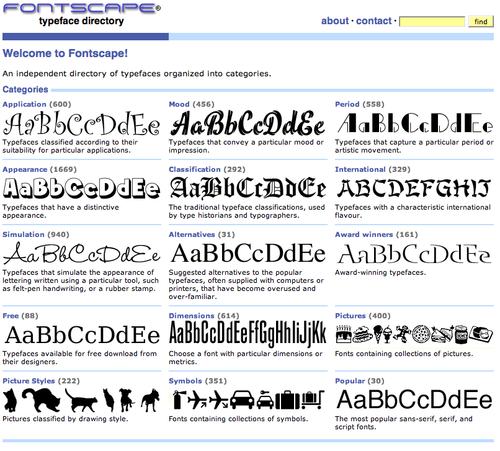 FONTSCAPE®
typeface directory
about · contact · find
Welcome to Fontscape!
An independent directory of typefaces organized into categories.
Categories
Application (600)
AaBbCcDdEe
Typefaces classified according to their
suitability for particular applications.
Mood (456)
AaBbCcDdEe
Typefaces that convey a particular mood or
impression.
Period (558)
AaBbCcDdEe
Typefaces that capture a particular period or
artistic movement.
Appearance (1669)
AaBbCcDdEe
Typefaces that have a distinctive
appearance.
Classification (292)
AaBbCcDdEe
The traditional typeface classifications, used
by type historians and typographers.
International (329)
ABCDEFGHIJ
Typefaces with a characteristic international
flavour.
Simulation (940)
AaBbCcDdEe
Typefaces that simulate the appearance of
lettering written using a particular tool, such
as felt-pen handwriting, or a rubber stamp.
Alternatives (31)
AaBbCcDdEe
Suggested alternatives to the popular
typefaces, often supplied with computers or
printers, that have become overused and
over-familiar.
Award winners (161)
AaBbCcDdEe
Award-winning typefaces.
Free (88)
AaBbCcDdEe
Typefaces available for free download from
their designers.
Dimensions (614)
AaBbCcDdEeFfGgHhIiJjKk
Choose a font with particular dimensions or
metrics.
Pictures (400)
Fonts containing collections of pictures.
Picture Styles (222)
Pictures classified by drawing style.
Symbols (351)
Fonts containing collections of symbols.
Popular (30)
AaBbCcDdEe
The most popular sans-serif, serif, and
script fonts.